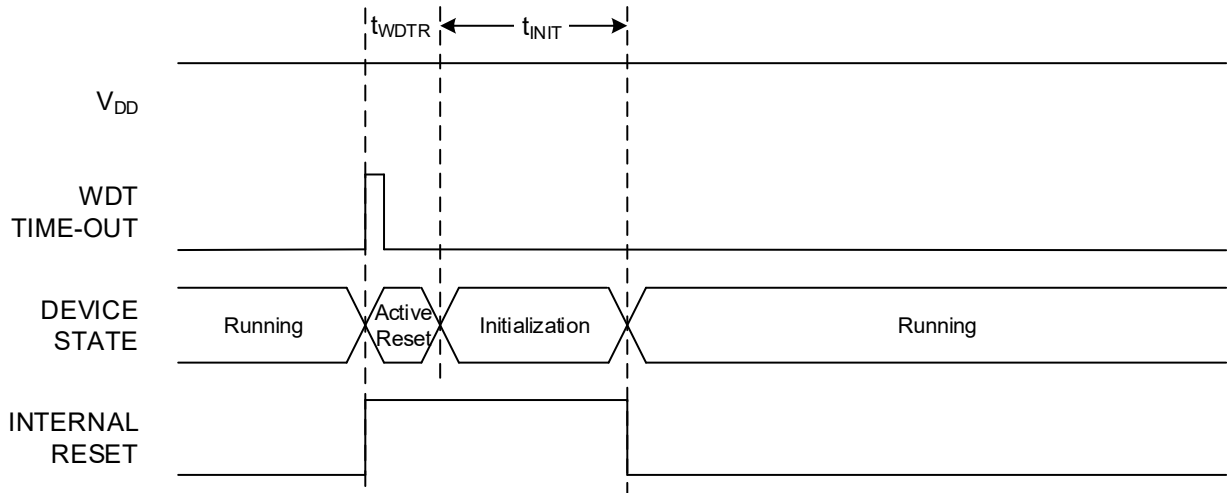 tWDTR
tINIT
VDD
WDT
TIME-OUT
DEVICE
STATE
Running
Active
Reset
Initialization
Running
INTERNAL
RESET